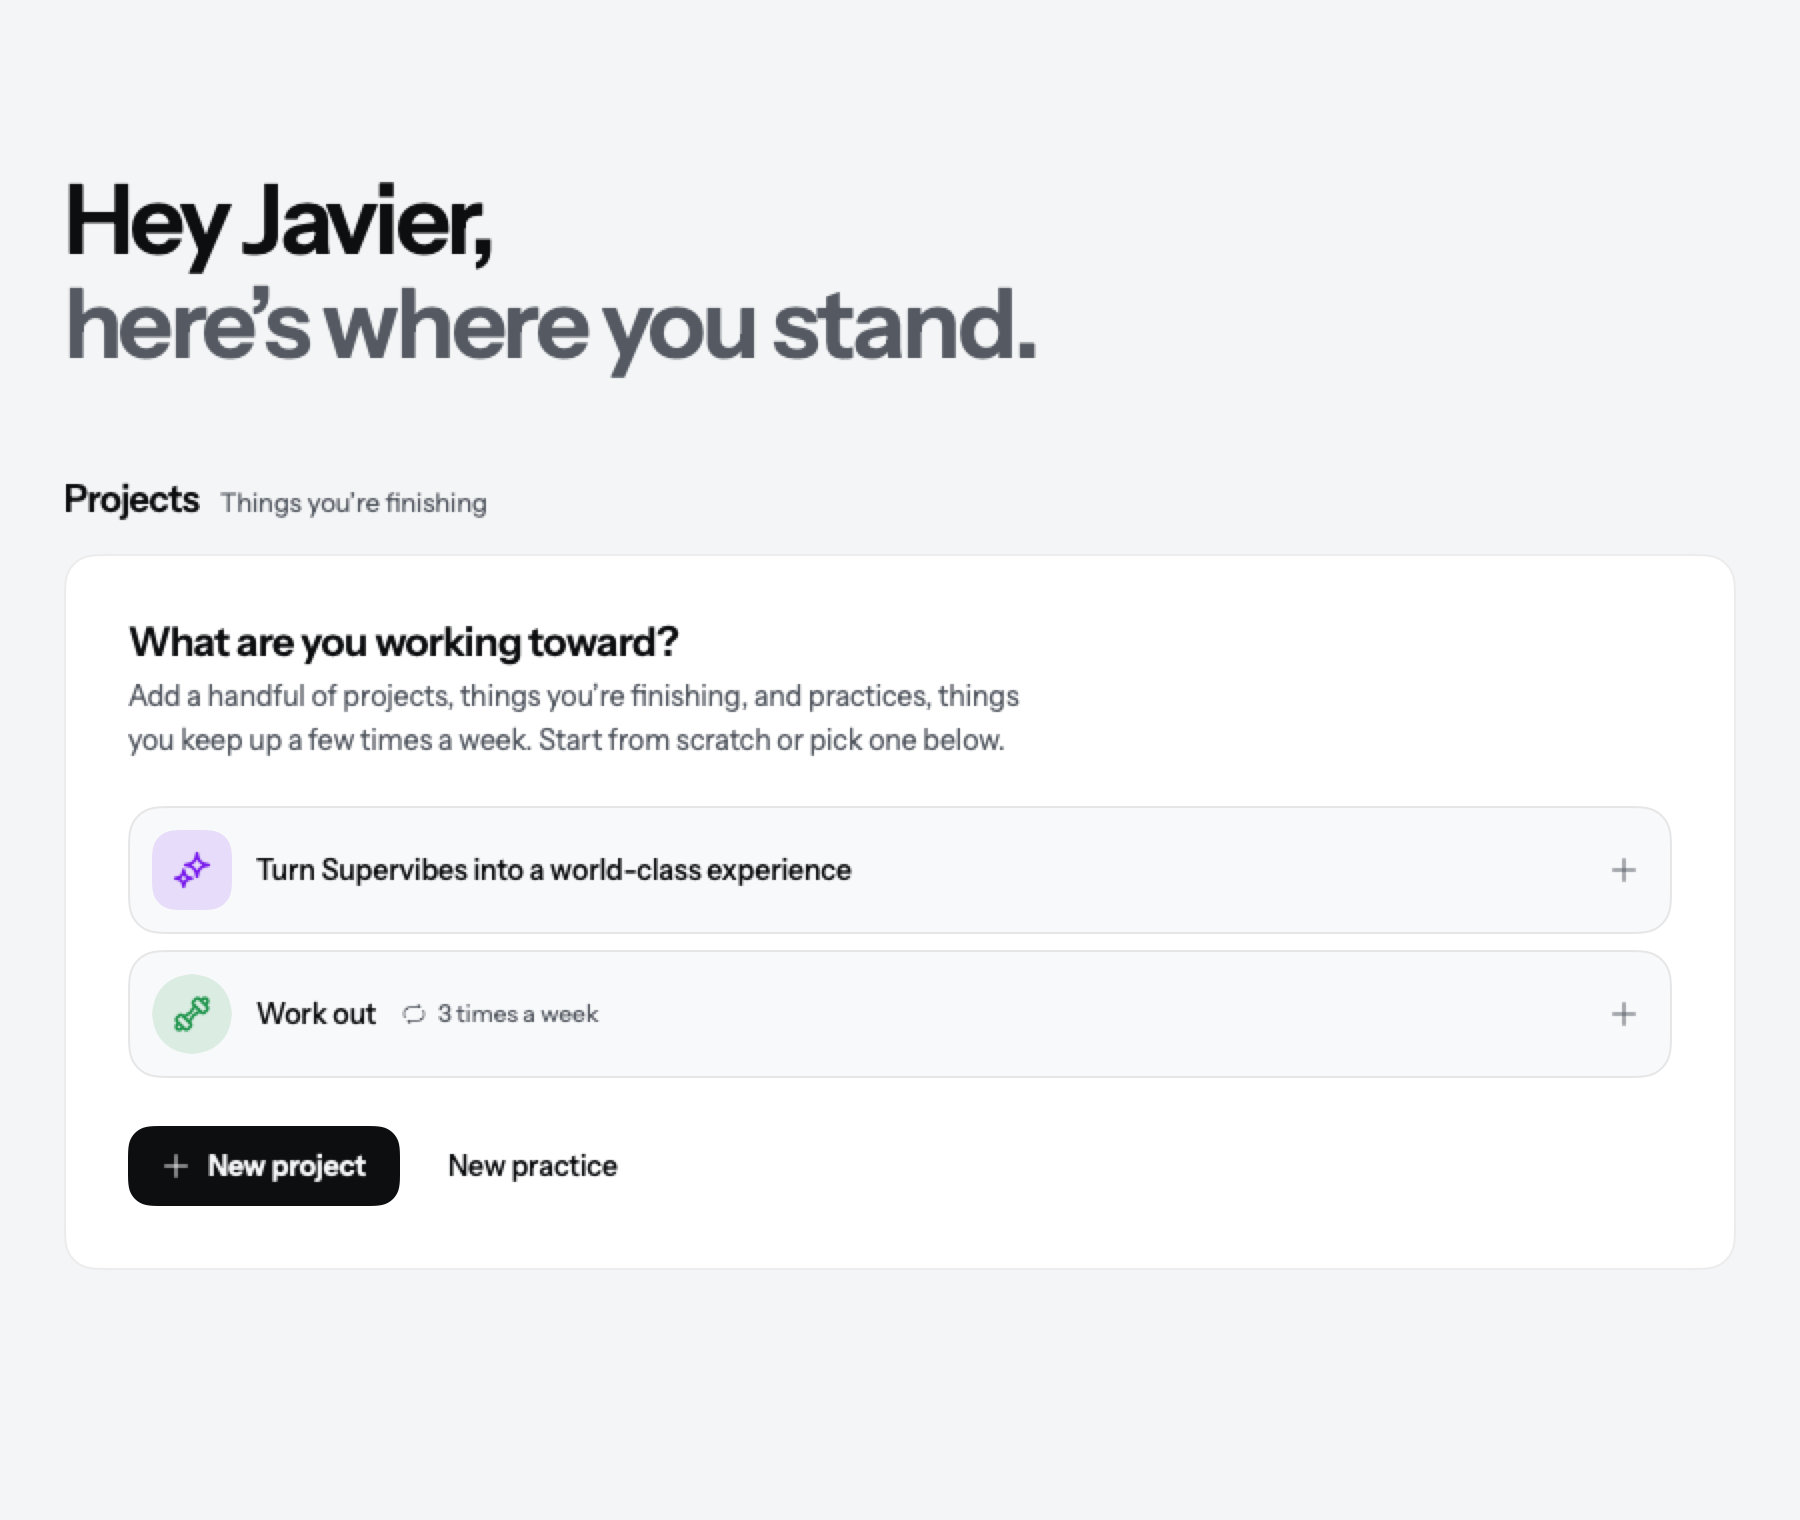 Hey Javier,
here’s where you stand.
Projects Things you’re finishing
What are you working toward?
Add a handful of projects, things you’re finishing, and practices, things
you keep up a few times a week. Start from scratch or pick one below.
Turn Supervibes into a world-class experience
Work out 3 times a week
New project New practice